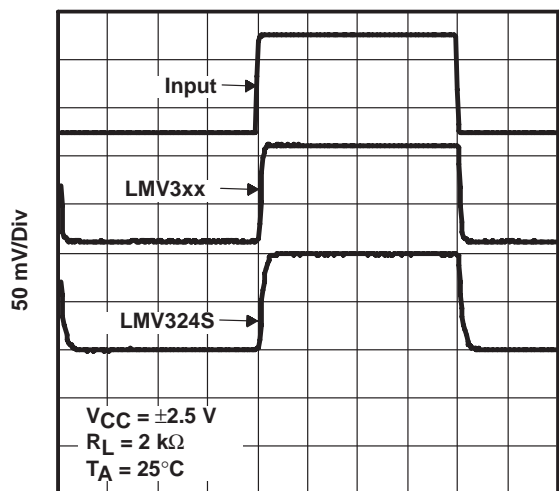 Input
LMV3xx
50 mV/Div
LMV324S
VCC = ±2.5 V
RL = 2 kΩ
TA = 25°C